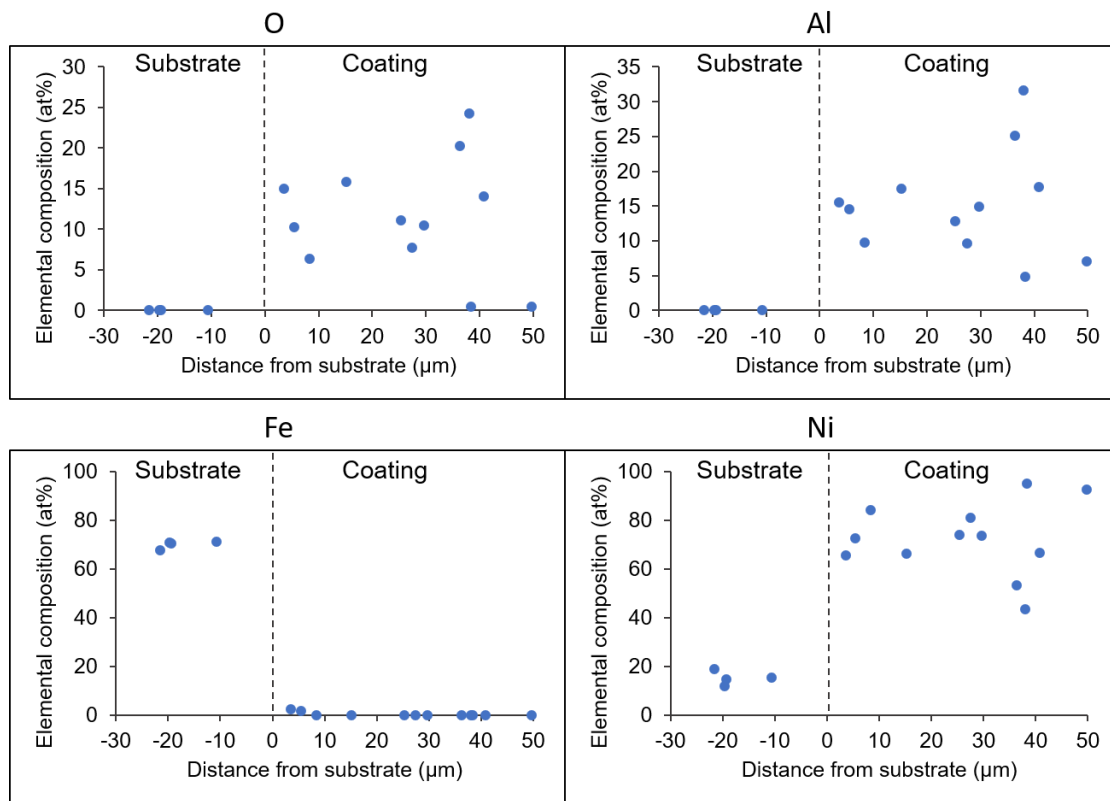 O
Al
Substrate Coating
30
25
20
15
10
5
0
-30 -20 -10 0 10 20 30 40 50
Elemental composition (at%)
Distance from substrate (µm)
Substrate Coating
35
30
25
20
15
10
5
0
-30 -20 -10 0 10 20 30 40 50
Elemental composition (at%)
Distance from substrate (µm)
Fe
Ni
Substrate Coating
100
80
60
40
20
0
-30 -20 -10 0 10 20 30 40 50
Elemental composition (at%)
Distance from substrate (µm)
Substrate Coating
100
80
60
40
20
0
-30 -20 -10 0 10 20 30 40 50
Elemental composition (at%)
Distance from substrate (µm)